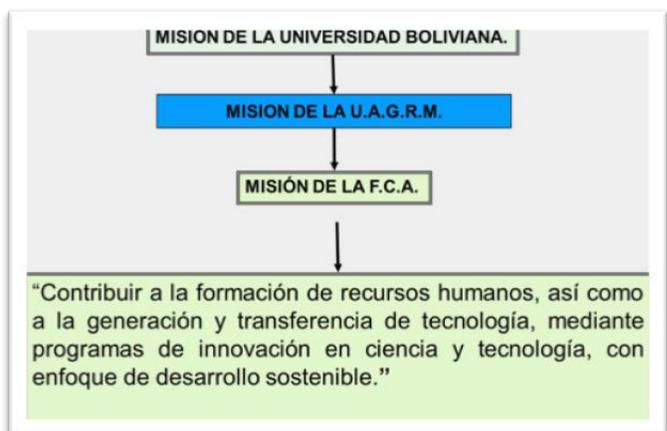 MISION DE LA UNIVERSIDAD BOLIVIANA.
MISION DE LA U.A.G.R.M.
MISIÓN DE LA F.C.A.
“Contribuir a la formación de recursos humanos, así como
a la generación y transferencia de tecnología, mediante
programas de innovación en ciencia y tecnología, con
enfoque de desarrollo sostenible.”